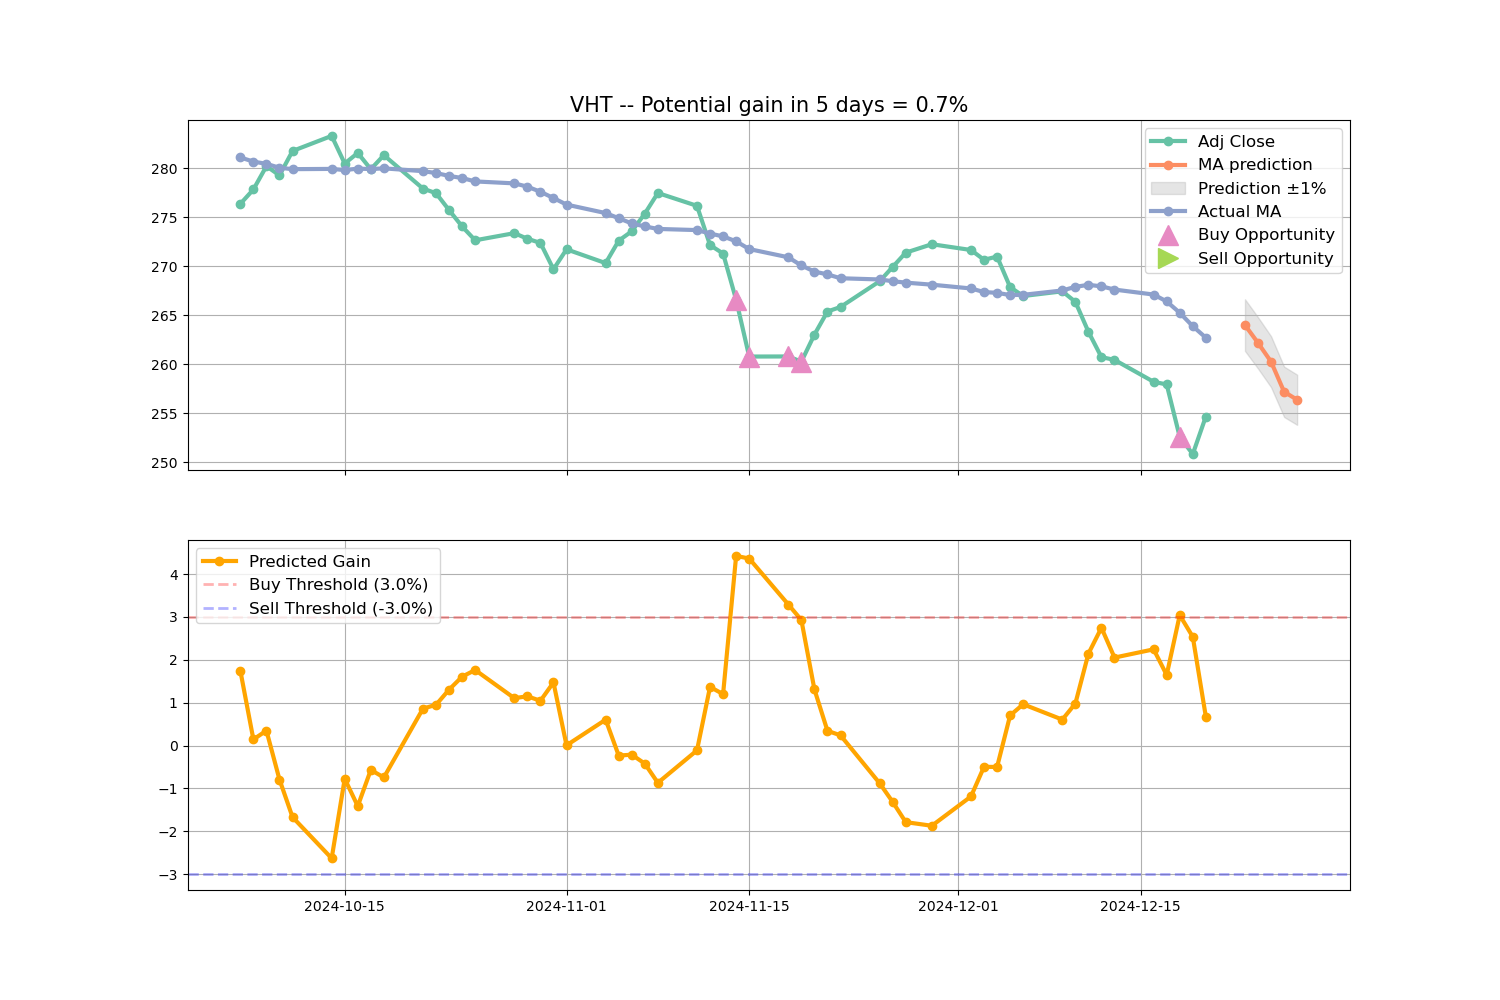 VHT -- Potential gain in 5 days = 0.7%
280
275
270
265
260
255
250
Adj Close
MA prediction
Prediction ±1%
Actual MA
Buy Opportunity
Sell Opportunity
4
3
2
1
0
−1
−2
−3
Predicted Gain
Buy Threshold (3.0%)
Sell Threshold (-3.0%)
2024-10-15
2024-11-01
2024-11-15
2024-12-01
2024-12-15